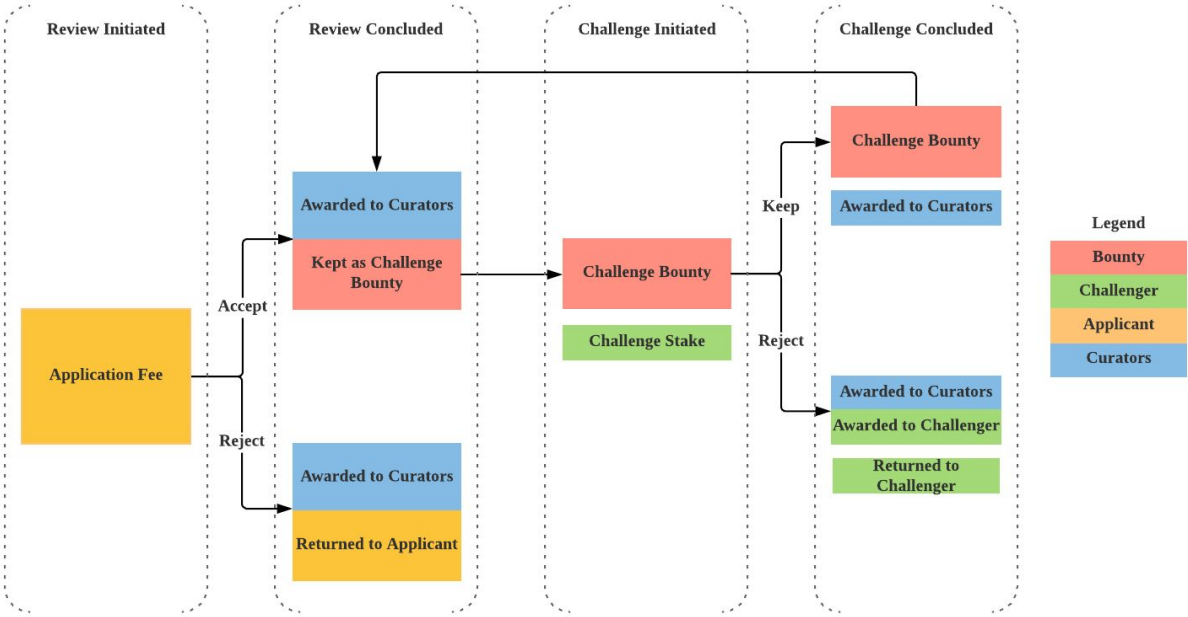 Review Initiated
Review Concluded
Challenge Initiated
Challenge Concluded
Application Fee
Accept
Reject
Awarded to Curators
Kept as Challenge
Bounty
Awarded to Curators
Returned to Applicant
Challenge Bounty
Challenge Stake
Keep
Reject
Challenge Bounty
Awarded to Curators
Awarded to Curators
Awarded to Challenger
Returned to
Challenger
Legend
Bounty
Challenger
Applicant
Curators